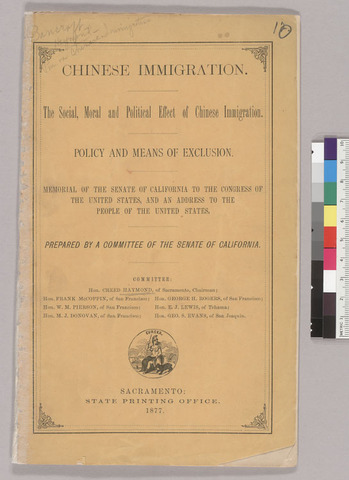 Bancroft
10
CHINESE IMMIGRATION.
The Social, Moral and Political Effect of Chinese Immigration.
POLICY AND MEANS OF EXCLUSION.
MEMORIAL OF THE SENATE OF CALIFORNIA TO THE CONGRESS OF
THE UNITED STATES, AND AN ADDRESS TO THE
PEOPLE OF THE UNITED STATES.
PREPARED BY A COMMITTEE OF THE SENATE OF CALIFORNIA.
COMMITTEE:
Hon. CREED HAYMOND, of Sacramento, Chairman;
Hon. FRANK McCOPPIN, of San Francisco; Hon. GEORGE H. ROGERS, of San Francisco;
Hon. W. M. PIERSON, of San Francisco; Hon. E. J. LEWIS, of Tehama;
Hon. M. J. DONOVAN, of San Francisco; Hon. GEO. S. EVANS, of San Joaquin.
EUREKA
SACRAMENTO:
STATE PRINTING OFFICE.
1877.